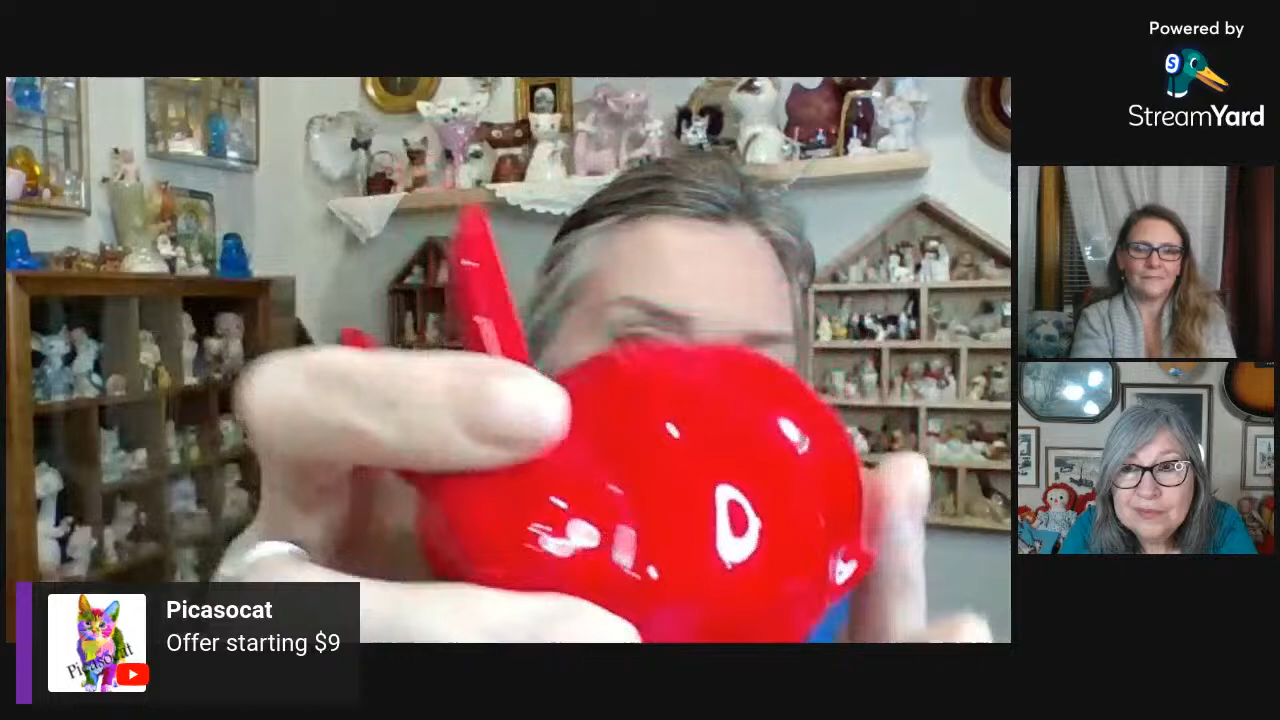 Powered by
S
StreamYard
Picasocat
Picasocat
Offer starting $9